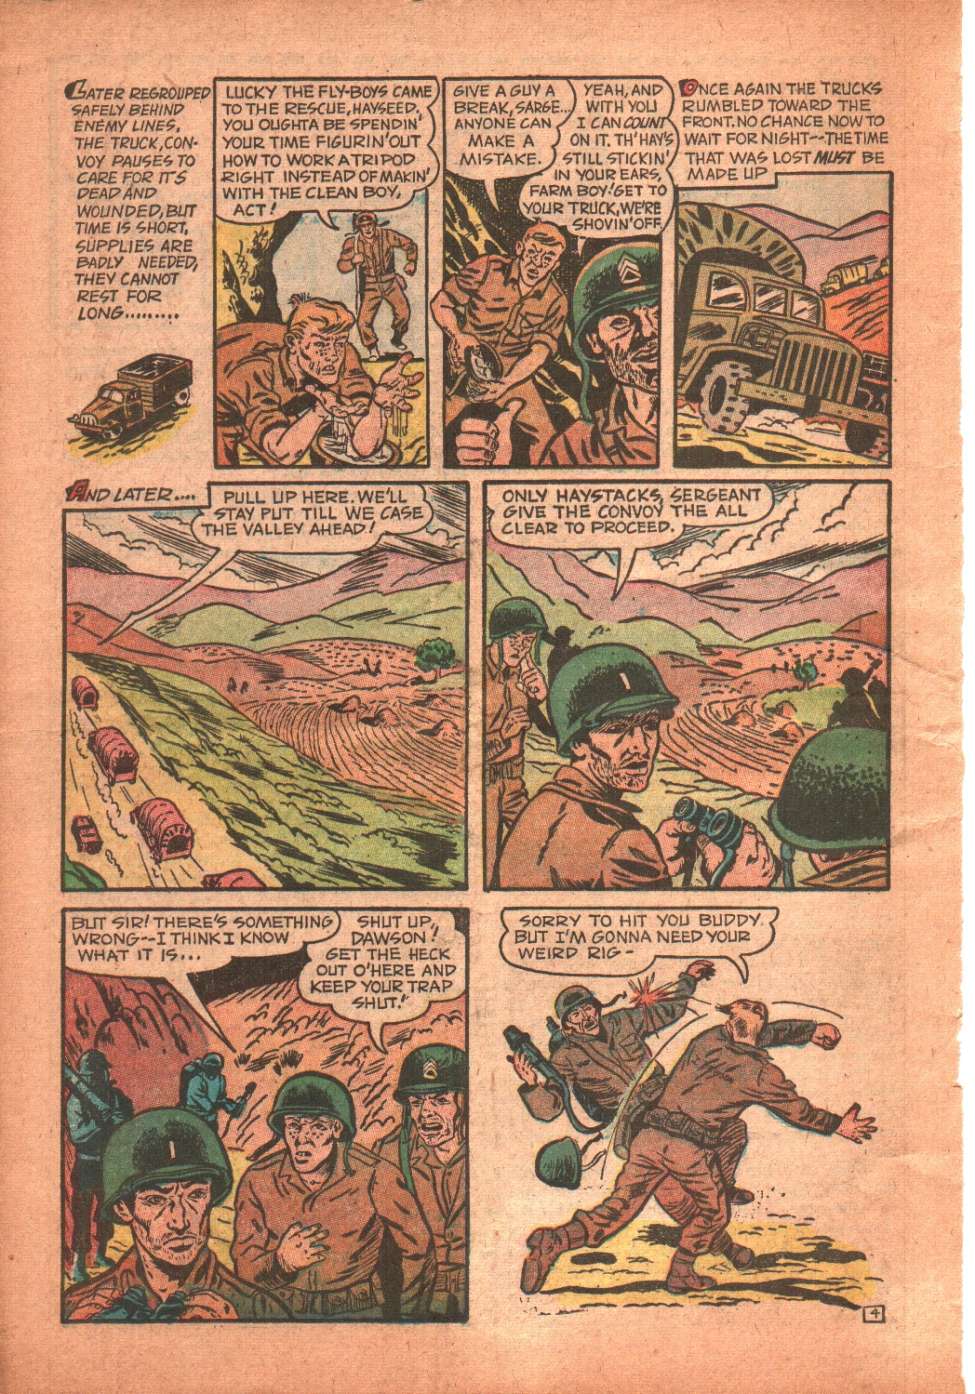 LATER REGROUPED
SAFELY BEHIND
ENEMY LINES,
THE TRUCK, CON-
VOY PAUSES TO
CARE FOR IT'S
DEAD AND
WOUNDED, BUT
TIME IS SHORT,
SUPPLIES ARE
BADLY NEEDED,
THEY CANNOT
REST FOR
LONG.........
LUCKY THE FLY-BOYS CAME
TO THE RESCUE, HAYSEED.
YOU OUGHTA BE SPENDIN'
YOUR TIME FIGURIN' OUT
HOW TO WORK A TRIPOD
RIGHT INSTEAD OF MAKIN'
WITH THE CLEAN BOY,
ACT!
GIVE A GUY A
BREAK, SARGE...
ANYONE CAN
MAKE A
MISTAKE.
YEAH, AND
WITH YOU
I CAN COUNT
ON IT. TH' HAY'S
STILL STICKIN'
IN YOUR EARS,
FARM BOY! GET TO
YOUR TRUCK, WE'RE
SHOVIN' OFF.
ONCE AGAIN THE TRUCKS
RUMBLED TOWARD THE
FRONT. NO CHANCE NOW TO
WAIT FOR NIGHT--THE TIME
THAT WAS LOST MUST BE
MADE UP
AND LATER....
PULL UP HERE. WE'LL
STAY PUT TILL WE CASE
THE VALLEY AHEAD!
ONLY HAYSTACKS, SERGEANT
GIVE THE CONVOY THE ALL
CLEAR TO PROCEED.
BUT SIR! THERE'S SOMETHING
WRONG--I THINK I KNOW
WHAT IT IS...
SHUT UP,
DAWSON!
GET THE HECK
OUT O' HERE AND
KEEP YOUR TRAP
SHUT!"
SORRY TO HIT YOU BUDDY.
BUT I'M GONNA NEED YOUR
WEIRD RIG-
4